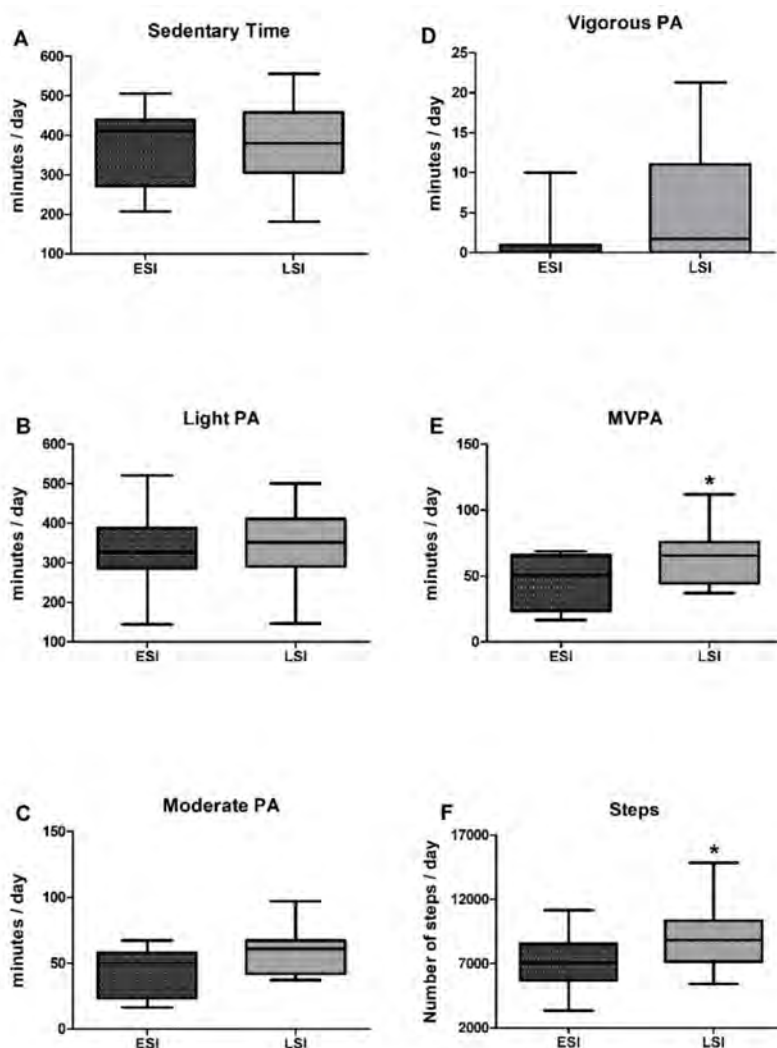 A
Sedentary Time
minutes / day
600
500
400
300
200
100
ESI
LSI
D
Vigorous PA
minutes / day
25
20
15
10
5
0
ESI
LSI
B
Light PA
minutes / day
600
500
400
300
200
100
ESI
LSI
E
MVPA
minutes / day
150
100
50
0
*
ESI
LSI
C
Moderate PA
minutes / day
150
100
50
0
ESI
LSI
F
Steps
Number of steps / day
17000
12000
7000
2000
*
ESI
LSI